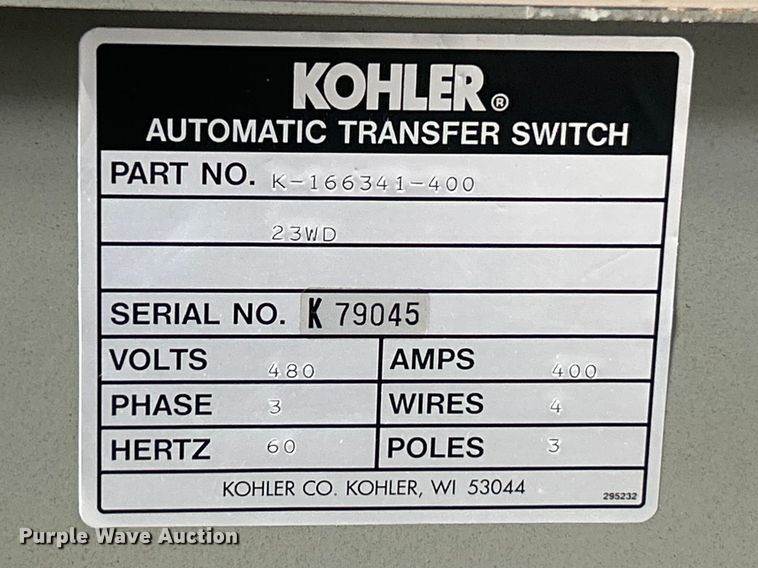 KOHLER®
AUTOMATIC TRANSFER SWITCH
PART NO. K-166341-400
23WD
SERIAL NO. K 79045
VOLTS 480 AMPS 400
PHASE 3 WIRES 4
HERTZ 60 POLES 3
KOHLER CO. KOHLER, WI 53044 295232
Purple Wave Auction